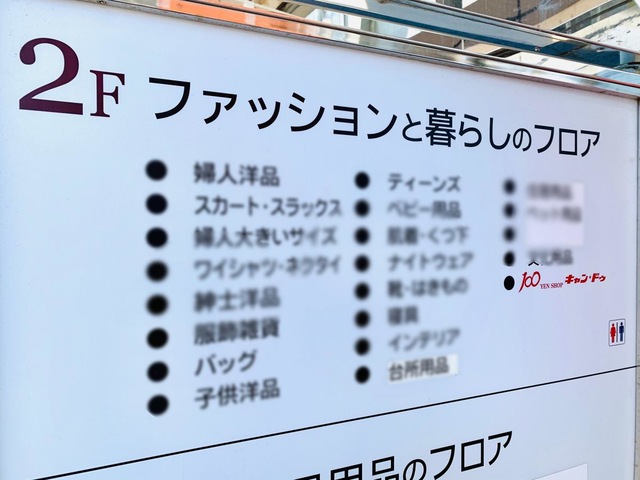 2F ファッションと暮らしのフロア
● 婦人洋品
● スカート・スラックス
● 婦人大きいサイズ
● ワイシャツ・ネクタイ
● 紳士洋品
● 服飾雑貨
● バッグ
● 子供洋品
● ティーンズ
● ベビー用品
● 肌着・くつ下
● ナイトウェア
● 靴・はきもの
● 寝具
● インテリア
● 台所用品
● ペット用品
● 100 YEN SHOP キャン・ドゥ
用品のフロア